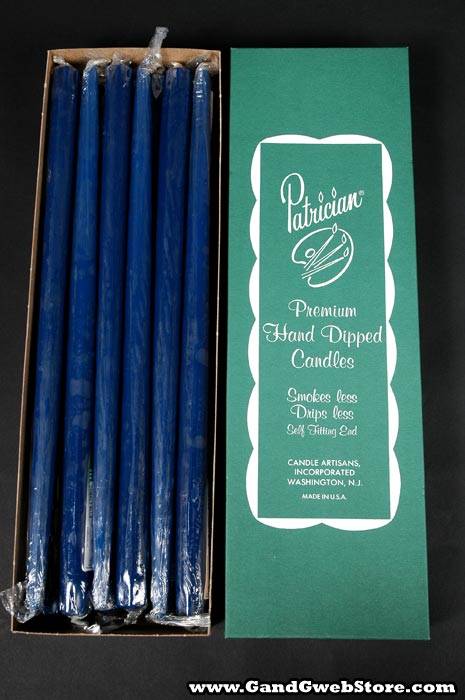 Patrician®
Premium
Hand Dipped
Candles
Smokes less
Drips less
Self Fitting End
CANDLE ARTISANS,
INCORPORATED
WASHINGTON, N.J.
MADE IN U.S.A.
www.GandGwebStore.com